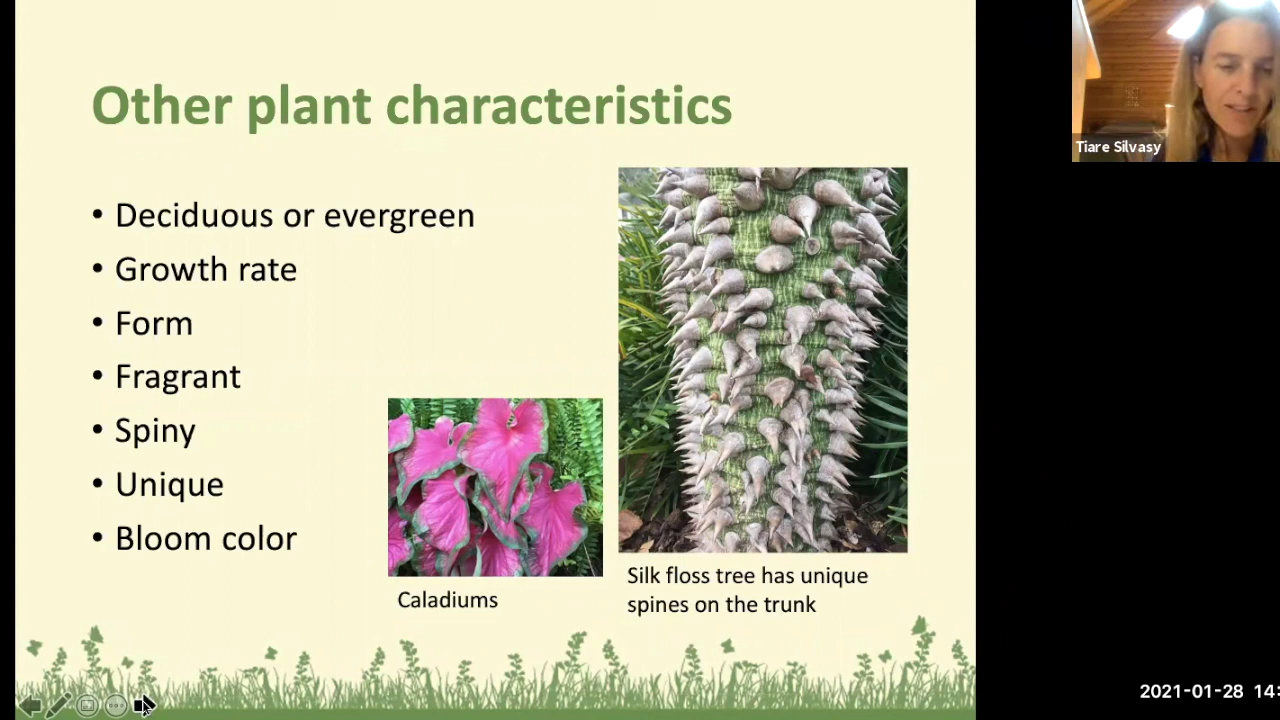 Other plant characteristics
• Deciduous or evergreen
• Growth rate
• Form
• Fragrant
• Spiny
• Unique
• Bloom color
Caladiums
Silk floss tree has unique
spines on the trunk
Tiare Silvasy
2021-01-28 14: